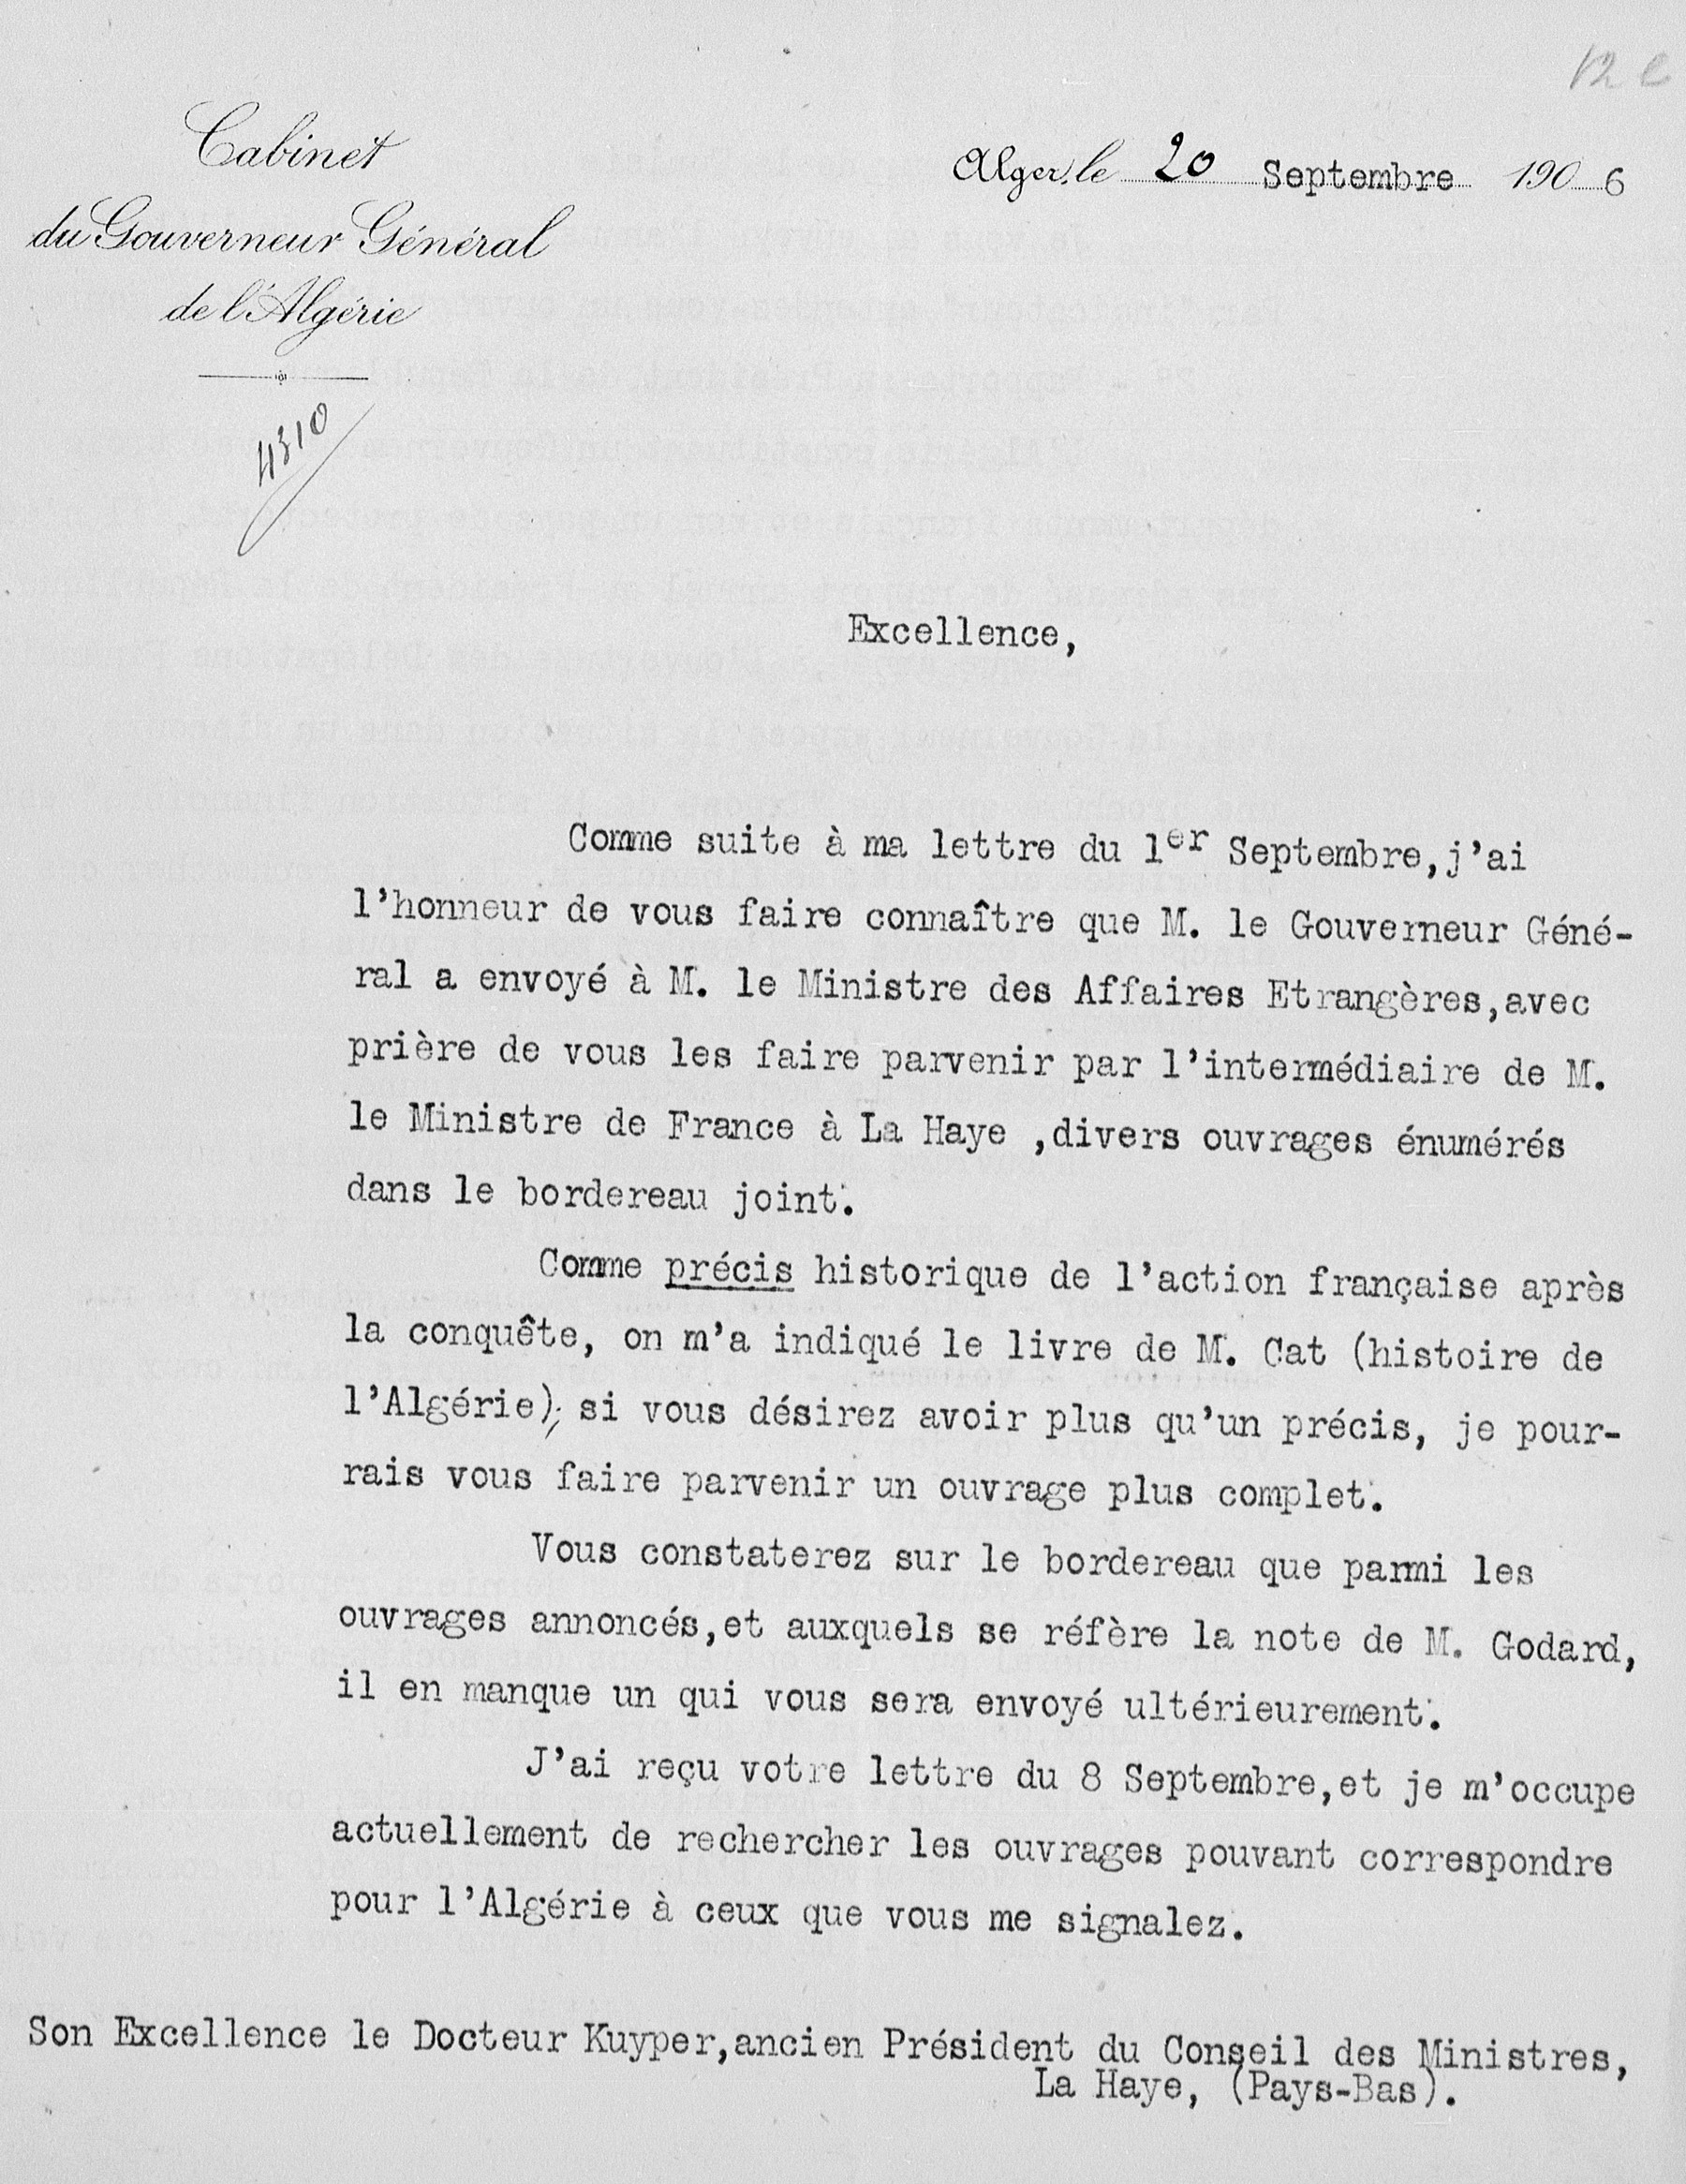 Cabinet
du Gouverneur Général
de l'Algérie
Alger, le 20 Septembre 1906
4310
Excellence,
Comme suite à ma lettre du 1er Septembre, j'ai
l'honneur de vous faire connaître que M. le Gouverneur Géné-
ral a envoyé à M. le Ministre des Affaires Etrangères, avec
prière de vous les faire parvenir par l'intermédiaire de M.
le Ministre de France à La Haye , divers ouvrages énumérés
dans le bordereau joint.
Comme précis historique de l'action française après
la conquête, on m'a indiqué le livre de M. Cat (histoire de
l'Algérie); si vous désirez avoir plus qu'un précis, je pour-
rais vous faire parvenir un ouvrage plus complet.
Vous constaterez sur le bordereau que parmi les
ouvrages annoncés, et auxquels se réfère la note de M. Godard,
il en manque un qui vous sera envoyé ultérieurement.
J'ai reçu votre lettre du 8 Septembre, et je m'occupe
actuellement de rechercher les ouvrages pouvant correspondre
pour l'Algérie à ceux que vous me signalez.
Son Excellence le Docteur Kuyper, ancien Président du Conseil des Ministres,
La Haye, (Pays-Bas).